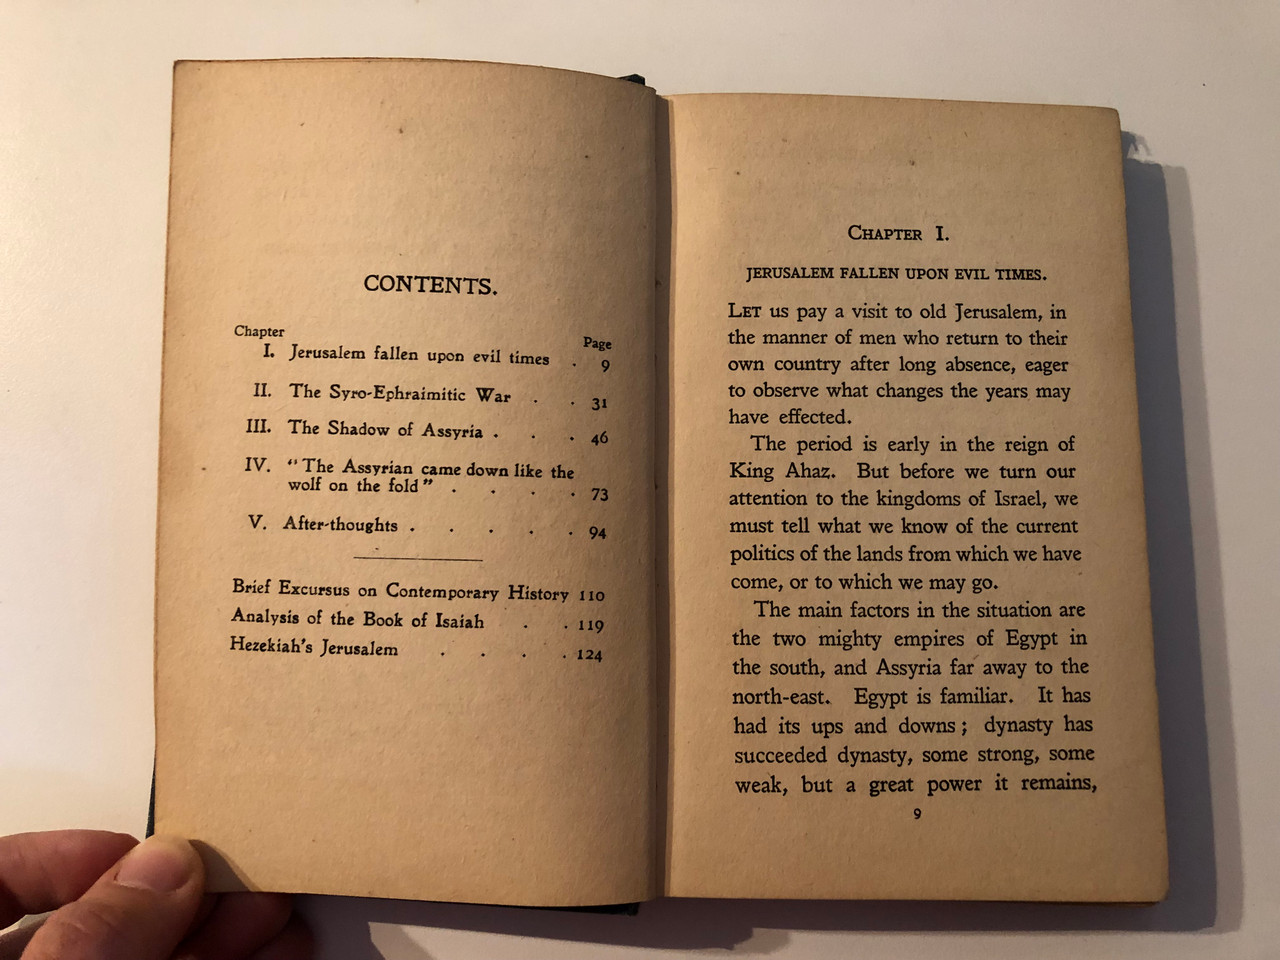 CONTENTS.
Chapter Page
I. Jerusalem fallen upon evil times . 9
II. The Syro-Ephraimitic War . . 31
III. The Shadow of Assyria . . . 46
IV. "The Assyrian came down like the
wolf on the fold" . . . . 73
V. After-thoughts . . . . . 94
Brief Excursus on Contemporary History 110
Analysis of the Book of Isaiah . . 119
Hezekiah's Jerusalem . . . . 124
CHAPTER I.
JERUSALEM FALLEN UPON EVIL TIMES.
LET us pay a visit to old Jerusalem, in
the manner of men who return to their
own country after long absence, eager
to observe what changes the years may
have effected.
The period is early in the reign of
King Ahaz. But before we turn our
attention to the kingdoms of Israel, we
must tell what we know of the current
politics of the lands from which we have
come, or to which we may go.
The main factors in the situation are
the two mighty empires of Egypt in
the south, and Assyria far away to the
north-east. Egypt is familiar. It has
had its ups and downs; dynasty has
succeeded dynasty, some strong, some
weak, but a great power it remains,
9